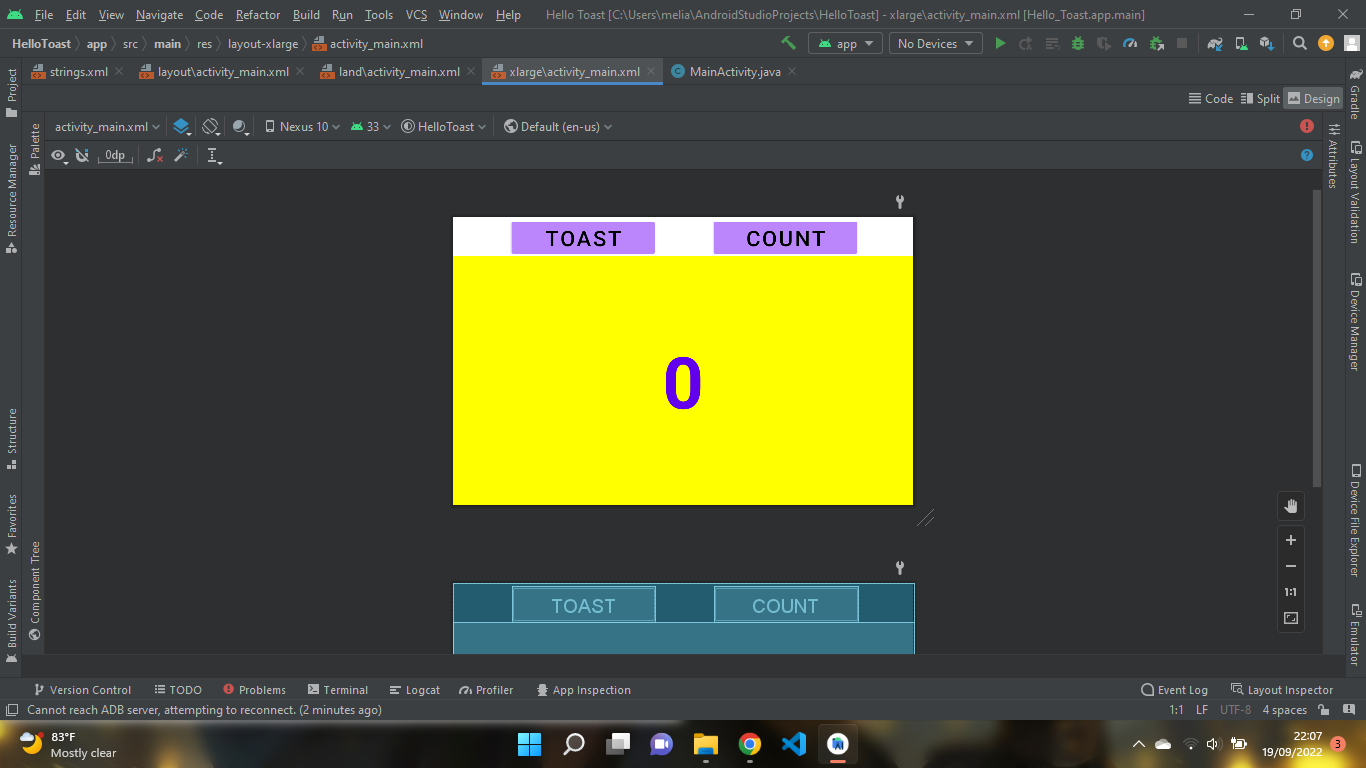 File Edit View Navigate Code Refactor Build Run Tools VCS Window Help Hello Toast [C:\Users\melia\AndroidStudioProjects\HelloToast] - xlarge\activity_main.xml [Hello_Toast.app.main]
HelloToast app src main res layout-xlarge activity_main.xml app No Devices
strings.xml layout\activity_main.xml land\activity_main.xml xlarge\activity_main.xml MainActivity.java
Code Split Design
activity_main.xml Nexus 10 33 HelloToast Default (en-us)
0dp
Project
Resource Manager
Structure
Favorites
Build Variants
Palette
Component Tree
TOAST COUNT
0
TOAST COUNT
1:1
Attributes
Gradle
Layout Validation
Device Manager
Device File Explorer
Emulator
Version Control TODO Problems Terminal Logcat Profiler App Inspection Event Log Layout Inspector
Cannot reach ADB server, attempting to reconnect. (2 minutes ago) 1:1 LF UTF-8 4 spaces
83°F
Mostly clear
22:07
19/09/2022
3